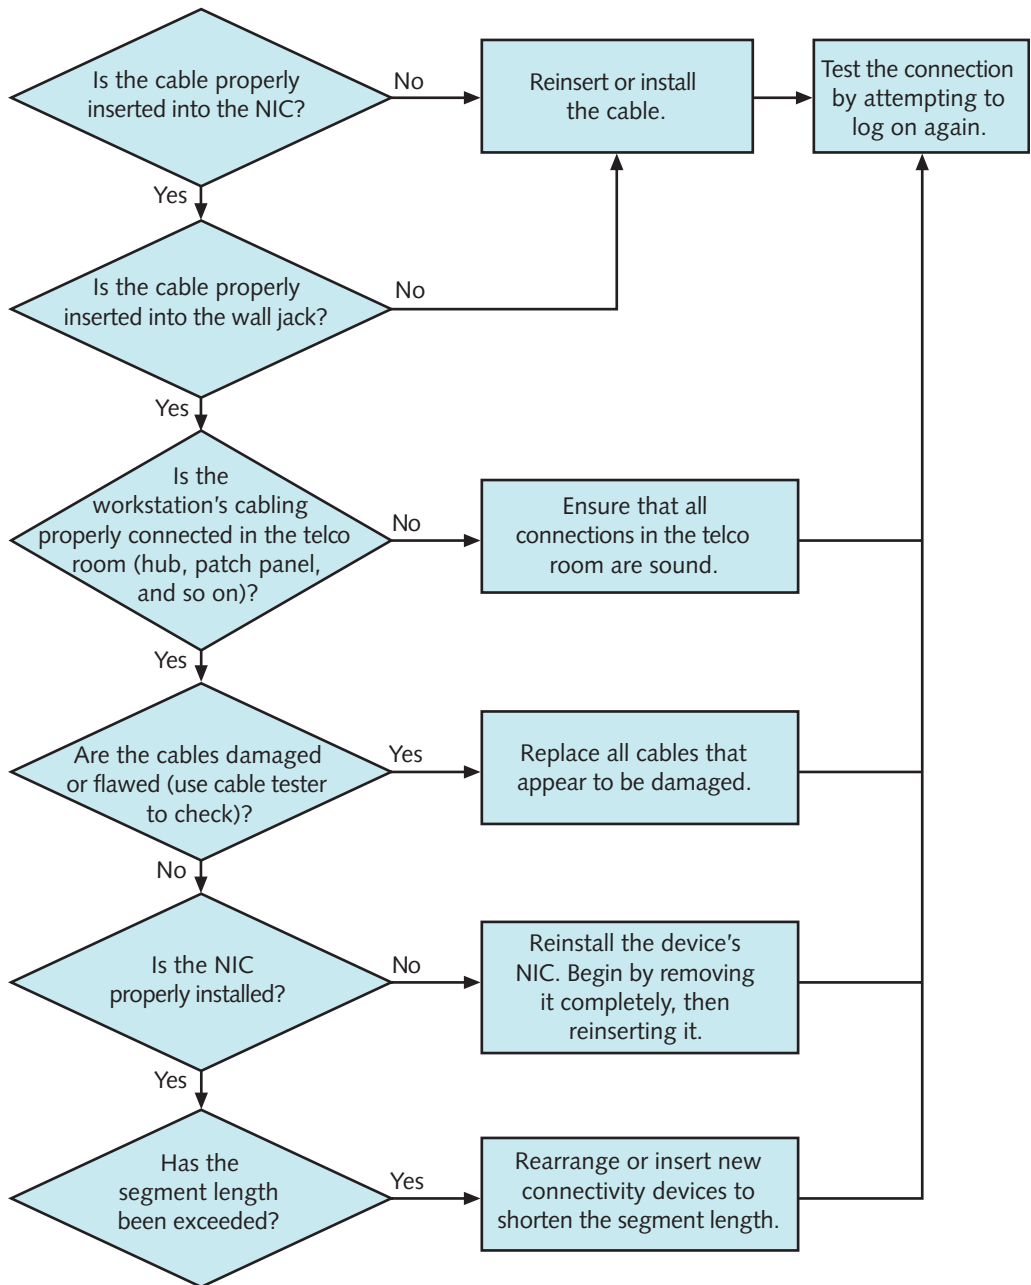 Is the cable properly
inserted into the NIC?
No
Reinsert or install
the cable.
Test the connection
by attempting to
log on again.
Yes
Is the cable properly
inserted into the wall jack?
No
Yes
Is the
workstation’s cabling
properly connected in the telco
room (hub, patch panel,
and so on)?
No
Ensure that all
connections in the telco
room are sound.
Yes
Are the cables damaged
or flawed (use cable tester
to check)?
Yes
Replace all cables that
appear to be damaged.
No
Is the NIC
properly installed?
No
Reinstall the device’s
NIC. Begin by removing
it completely, then
reinserting it.
Yes
Has the
segment length
been exceeded?
Yes
Rearrange or insert new
connectivity devices to
shorten the segment length.